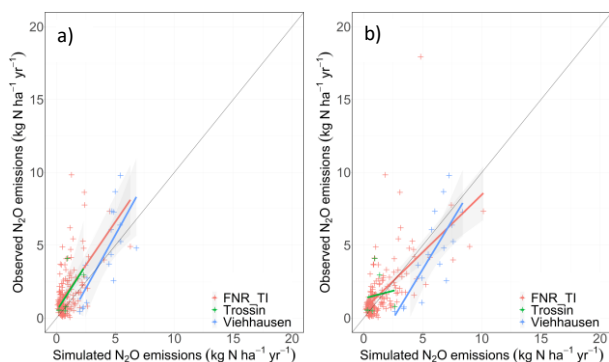 a)
Observed N₂O emissions (kg N ha⁻¹ yr⁻¹)
20
15
10
5
0
FNR_TI
Trossin
Viehhausen
0 5 10 15 20
Simulated N₂O emissions (kg N ha⁻¹ yr⁻¹)
b)
Observed N₂O emissions (kg N ha⁻¹ yr⁻¹)
20
15
10
5
0
FNR_TI
Trossin
Viehhausen
0 5 10 15 20
Simulated N₂O emissions (kg N ha⁻¹ yr⁻¹)